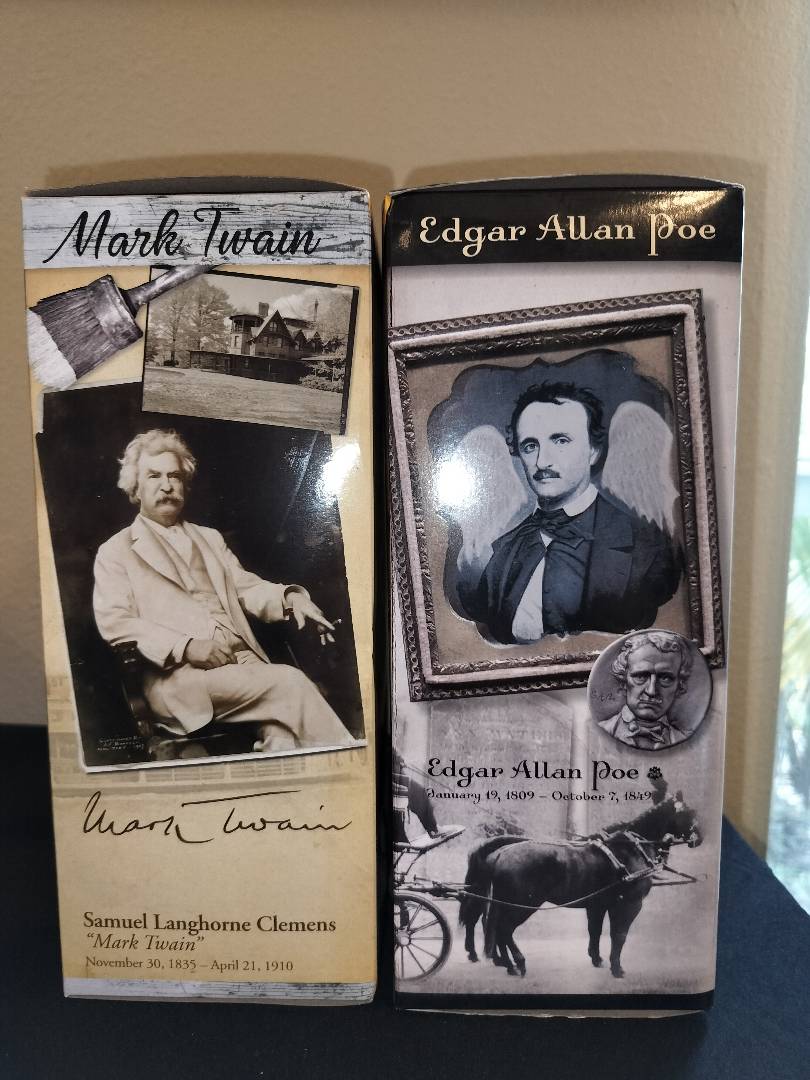 Mark Twain
Mark Twain
Samuel Langhorne Clemens
“Mark Twain”
November 30, 1835 – April 21, 1910
Edgar Allan Poe
Edgar Allan Poe
January 19, 1809 – October 7, 1849